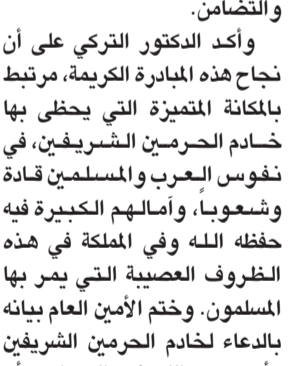 والتضامن.
وأكد الدكتور التركي على أن
نجاح هذه المبادرة الكريمة، مرتبط
بالمكانة المتميزة التي يحظى بها
خادم الحرمين الشريفين، في
نفوس العرب والمسلمين قادة
وشعوباً، وآمالهم الكبيرة فيه
حفظه الله وفي المملكة في هذه
الظروف العصيبة التي يمر بها
المسلمون. وختم الأمين العام بيانه
بالدعاء لخادم الحرمين الشريفين